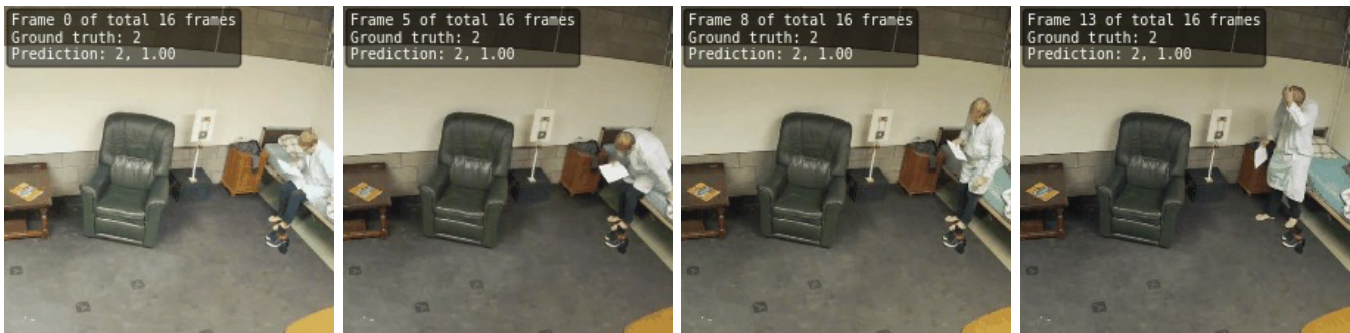 Frame 0 of total 16 frames
Ground truth: 2
Prediction: 2, 1.00
Frame 5 of total 16 frames
Ground truth: 2
Prediction: 2, 1.00
Frame 8 of total 16 frames
Ground truth: 2
Prediction: 2, 1.00
Frame 13 of total 16 frames
Ground truth: 2
Prediction: 2, 1.00